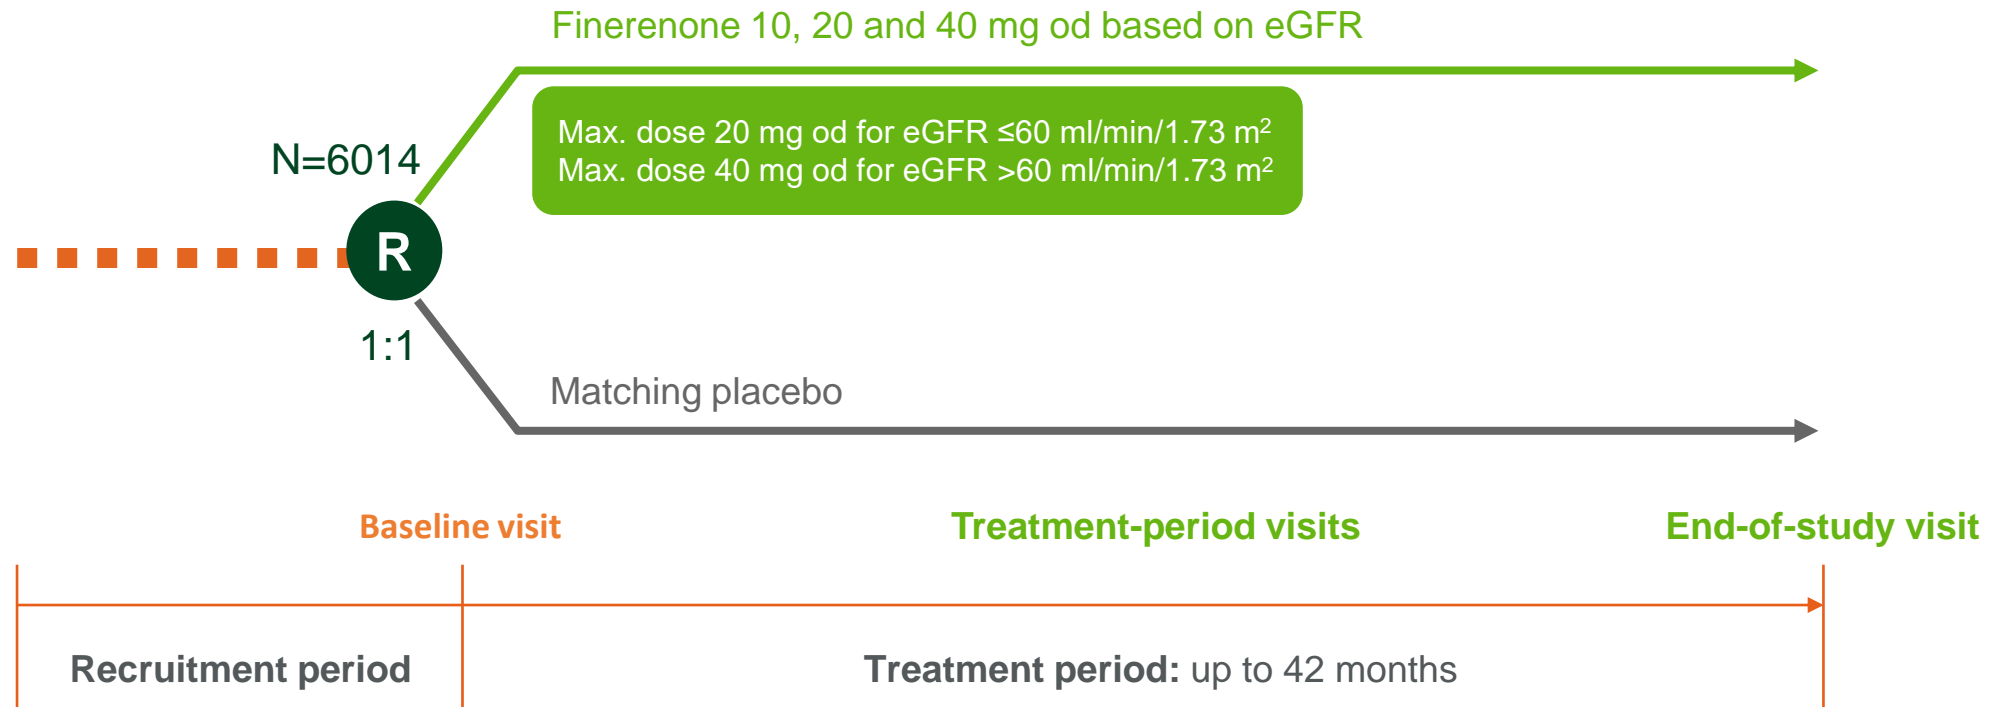 Finerenone 10, 20 and 40 mg od based on eGFR
Max. dose 20 mg od for eGFR ≤60 ml/min/1.73 m²
Max. dose 40 mg od for eGFR >60 ml/min/1.73 m²
N=6014
R
1:1
Matching placebo
Baseline visit
Treatment-period visits
End-of-study visit
Recruitment period
Treatment period: up to 42 months